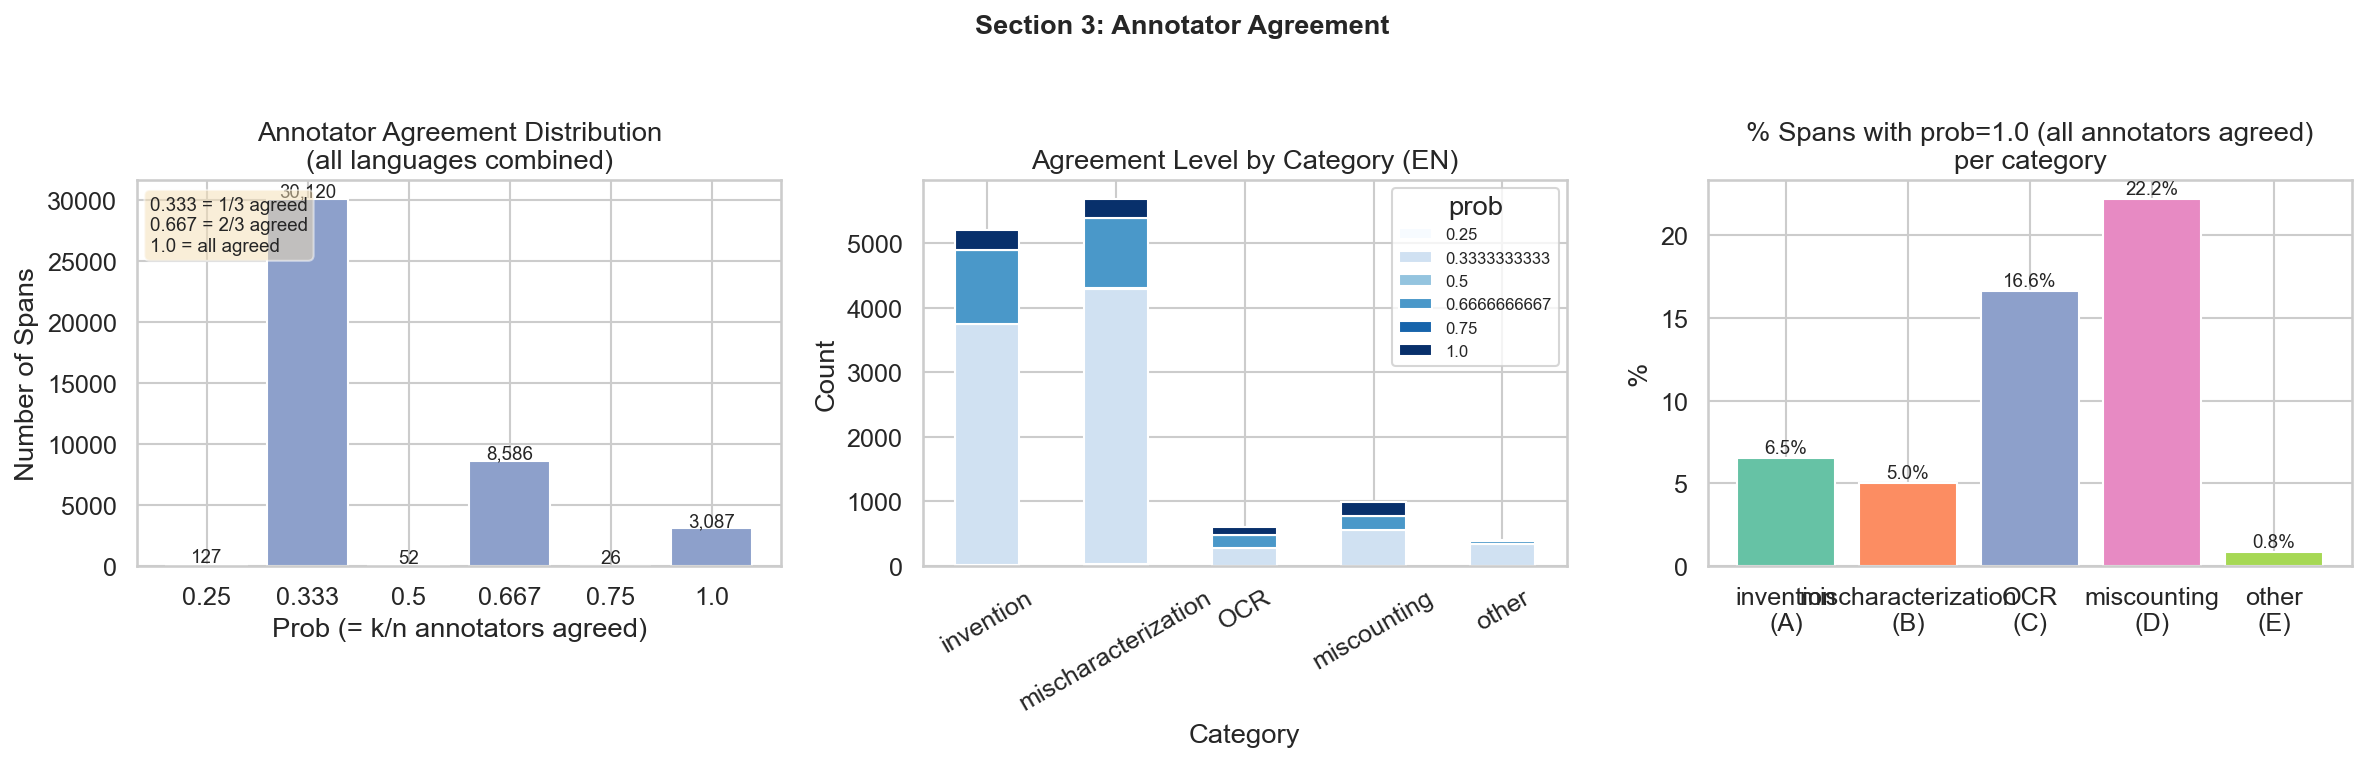 Section 3: Annotator Agreement
Annotator Agreement Distribution
(all languages combined)
Number of Spans
30000
25000
20000
15000
10000
5000
0
0.333 = 1/3 agreed
0.667 = 2/3 agreed
1.0 = all agreed
127
30,120
52
8,586
26
3,087
0.25
0.333
0.5
0.667
0.75
1.0
Prob (= k/n annotators agreed)
Agreement Level by Category (EN)
Count
5000
4000
3000
2000
1000
0
prob
0.25
0.3333333333
0.5
0.6666666667
0.75
1.0
invention
mischaracterization
OCR
miscounting
other
Category
% Spans with prob=1.0 (all annotators agreed)
per category
%
20
15
10
5
0
6.5%
5.0%
16.6%
22.2%
0.8%
invention
(A)
mischaracterization
(B)
OCR
(C)
miscounting
(D)
other
(E)